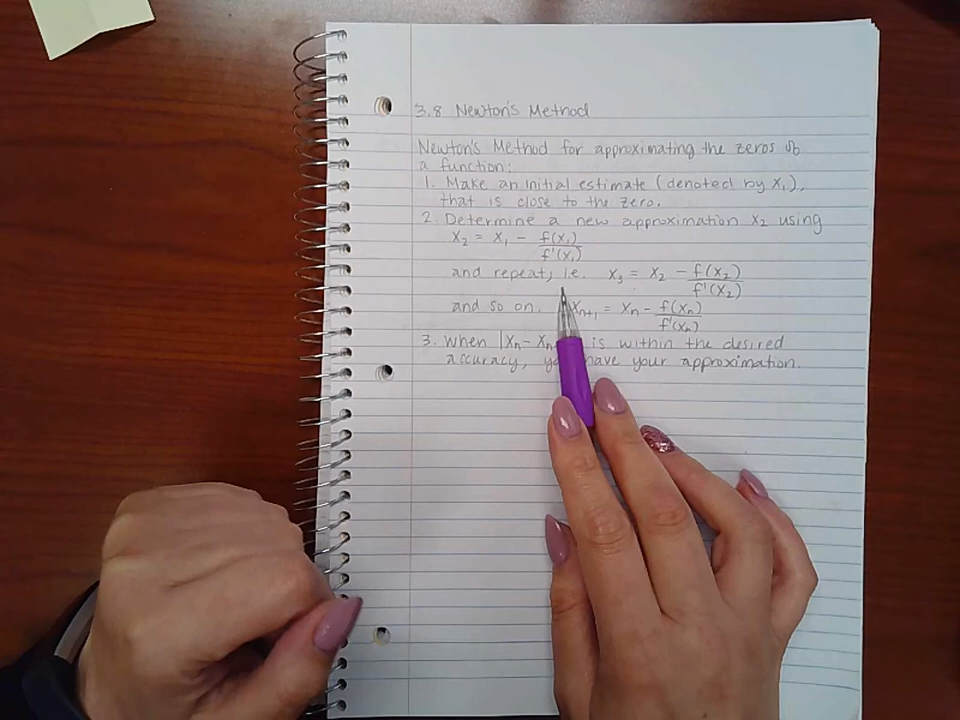 3.8 Newton's Method
Newton's Method for approximating the zeros of
a function:
1. Make an initial estimate (denoted by x₁),
that is close to the zero.
2. Determine a new approximation x₂ using
x₂ = x₁ - f(x₁)/f'(x₁)
and repeat, i.e. x₃ = x₂ - f(x₂)/f'(x₂)
and so on. xₙ₊₁ = xₙ - f(xₙ)/f'(xₙ)
3. When |xₙ - xₙ is within the desired
accuracy, have your approximation.